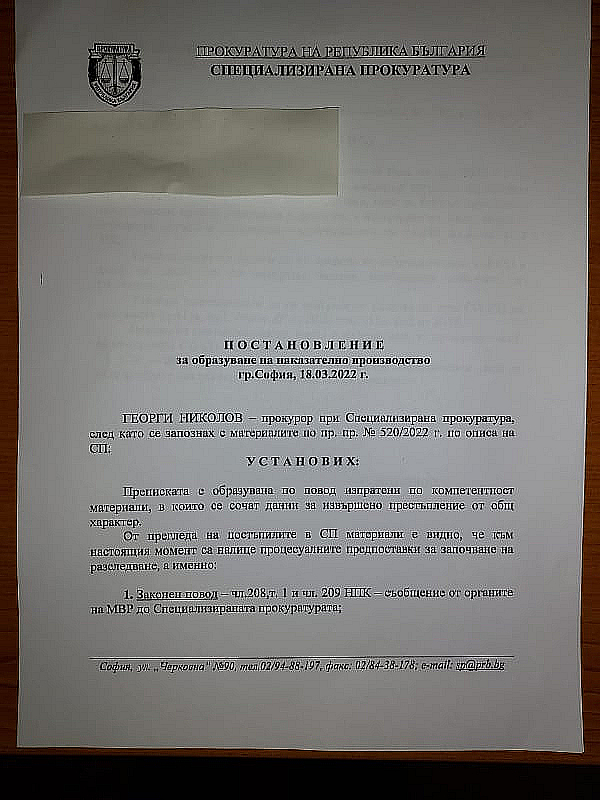 ПРОКУРАТУРА
ПРОКУРАТУРА НА РЕПУБЛИКА БЪЛГАРИЯ
СПЕЦИАЛИЗИРАНА ПРОКУРАТУРА
П О С Т А Н О В Л Е Н И Е
за образуване на наказателно производство
гр.София, 18.03.2022 г.
ГЕОРГИ НИКОЛОВ – прокурор при Специализирана прокуратура,
след като се запознах с материалите по пр. пр. № 520/2022 г. по описа на
СП:
У С Т А Н О В И Х:
Преписката е образувана по повод изпратени по компетентност
материали, в които се сочат данни за извършено престъпление от общ
характер.
От прегледа на постъпилите в СП материали е видно, че към
настоящия момент са налице процесуалните предпоставки за започване на
разследване, а именно:
1. Законен повод – чл.208,т. 1 и чл. 209 НПК – съобщение от органите
на МВР до Специализираната прокуратурата;
София, ул. „Черковна" №90, тел.02/94-88-197, факс: 02/84-38-178; e-mail: sp@prb.bg